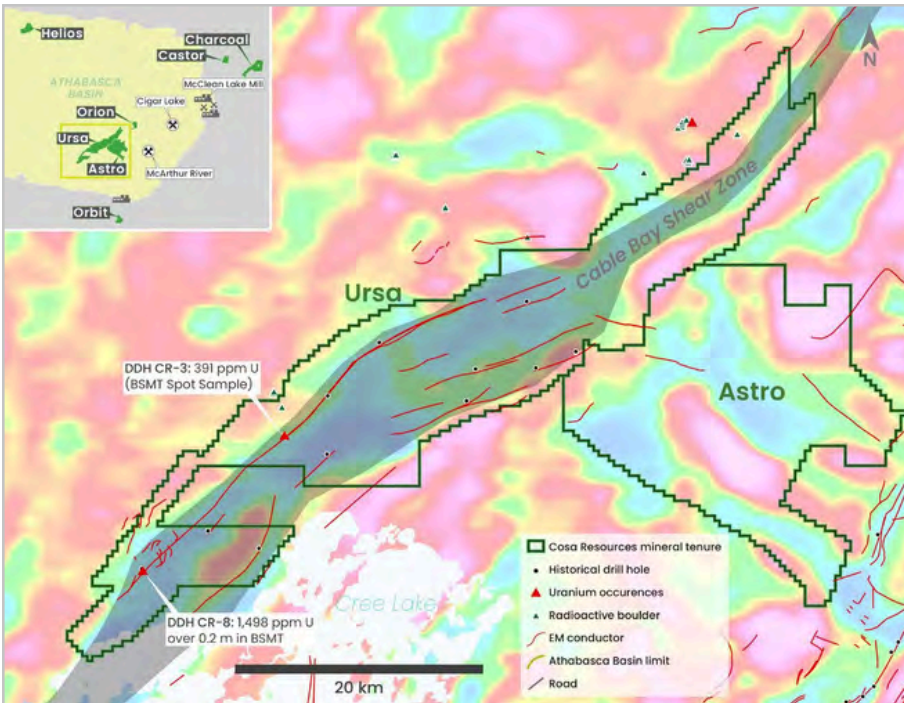 Helios
Charcoal
Castor
McClean Lake Mill
ATHABASCA
BASIN
Cigar Lake
Orion
Ursa
Astro
McArthur River
Orbit
N
Cable Bay Shear Zone
Ursa
DDH CR-3: 391 ppm U
(BSMT Spot Sample)
Astro
Cree Lake
DDH CR-8: 1,498 ppm U
over 0.2 m in BSMT
20 km
Cosa Resources mineral tenure
Historical drill hole
Uranium occurences
Radioactive boulder
EM conductor
Athabasca Basin limit
Road